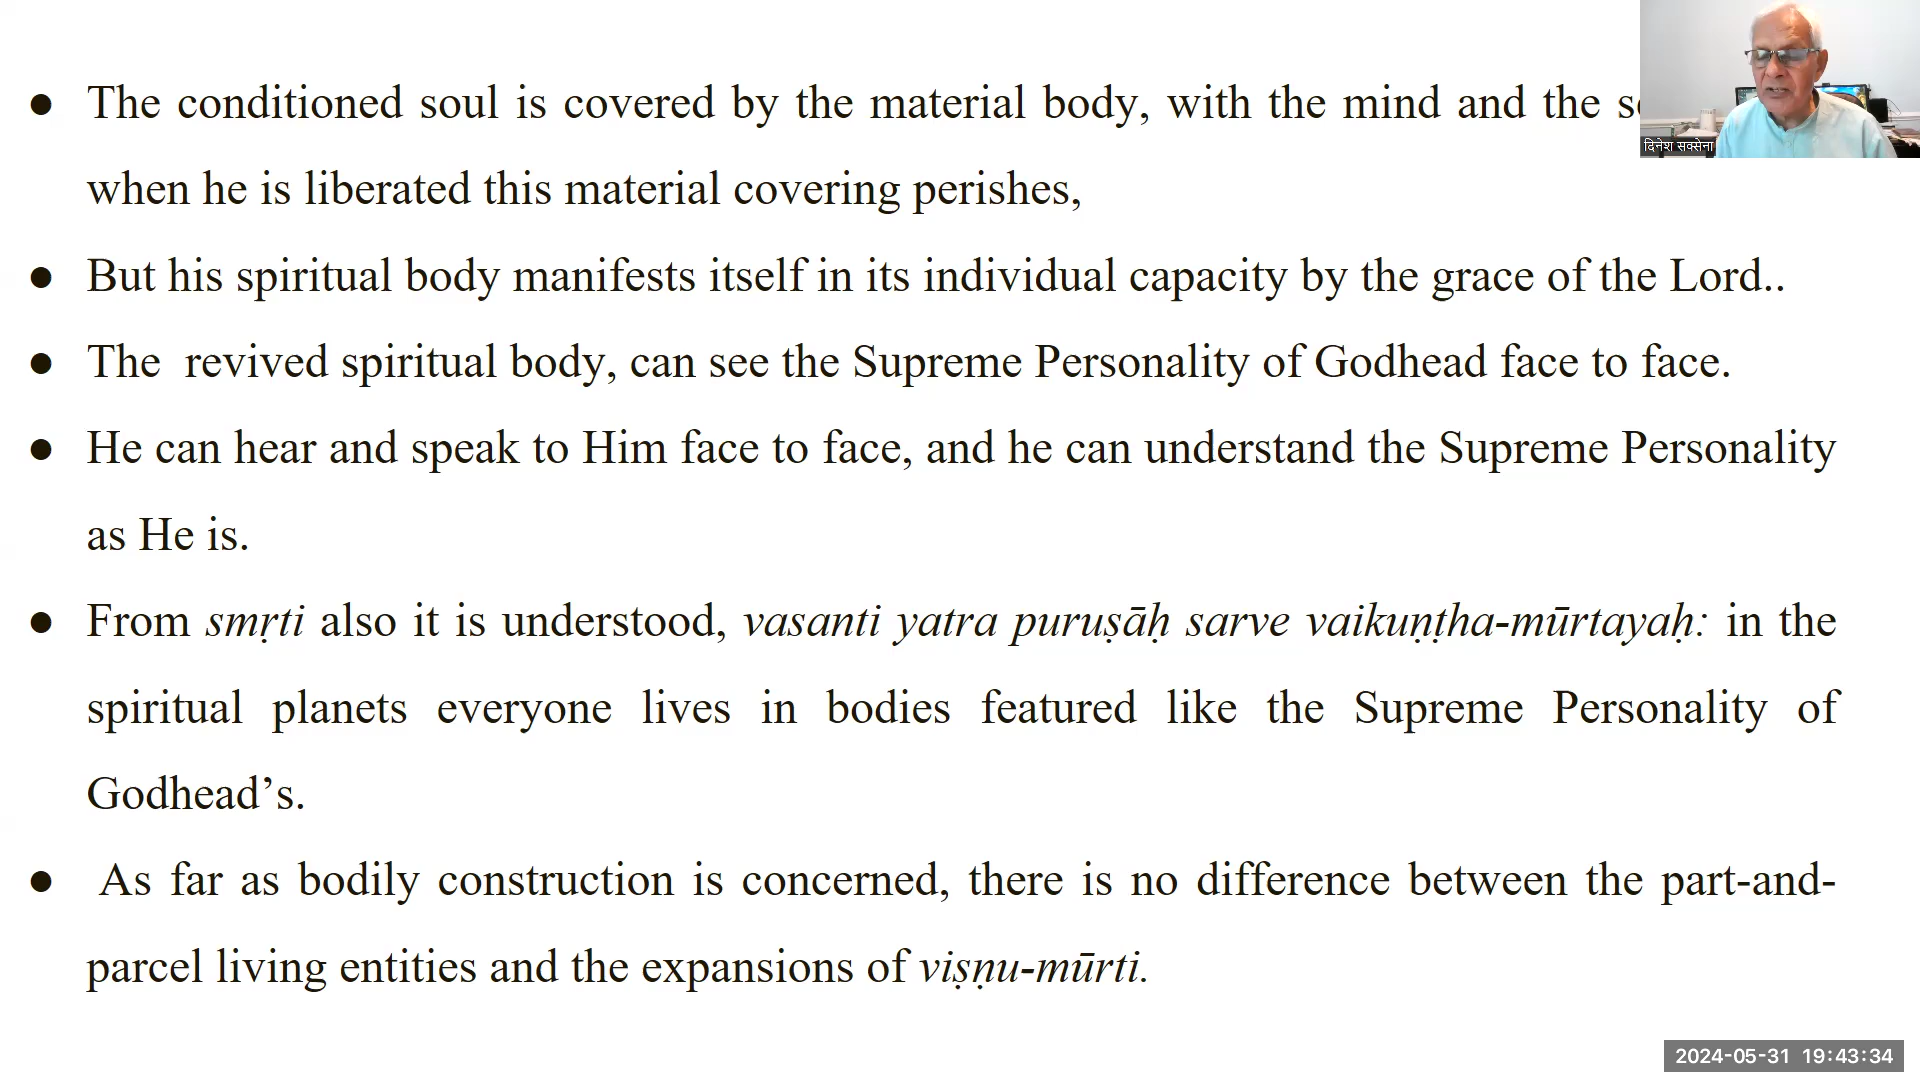 ● The conditioned soul is covered by the material body, with the mind and the
when he is liberated this material covering perishes,
● But his spiritual body manifests itself in its individual capacity by the grace of the Lord..
● The revived spiritual body, can see the Supreme Personality of Godhead face to face.
● He can hear and speak to Him face to face, and he can understand the Supreme Personality
as He is.
● From smṛti also it is understood, vasanti yatra puruṣāḥ sarve vaikuṇṭha-mūrtayaḥ: in the
spiritual planets everyone lives in bodies featured like the Supreme Personality of
Godhead’s.
● As far as bodily construction is concerned, there is no difference between the part-and-
parcel living entities and the expansions of viṣṇu-mūrti.
दिनेश सक्सेना
2024-05-31 19:43:34